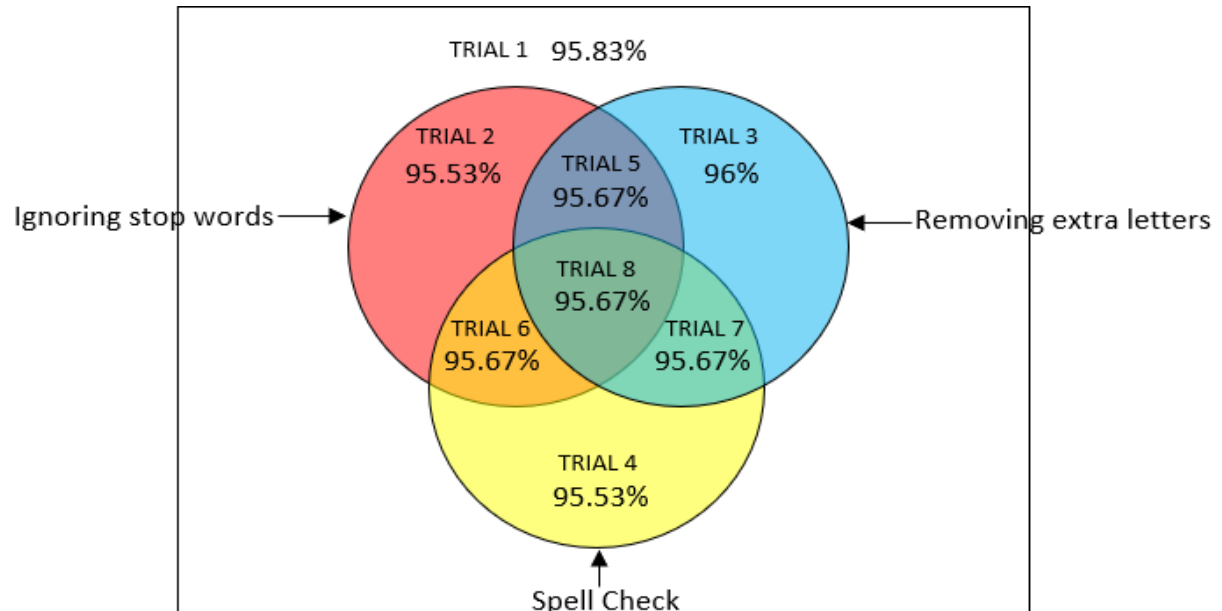 TRIAL 1 95.83%
TRIAL 2
95.53%
TRIAL 5
95.67%
TRIAL 3
96%
Ignoring stop words
Removing extra letters
TRIAL 8
95.67%
TRIAL 6
95.67%
TRIAL 7
95.67%
TRIAL 4
95.53%
Spell Check